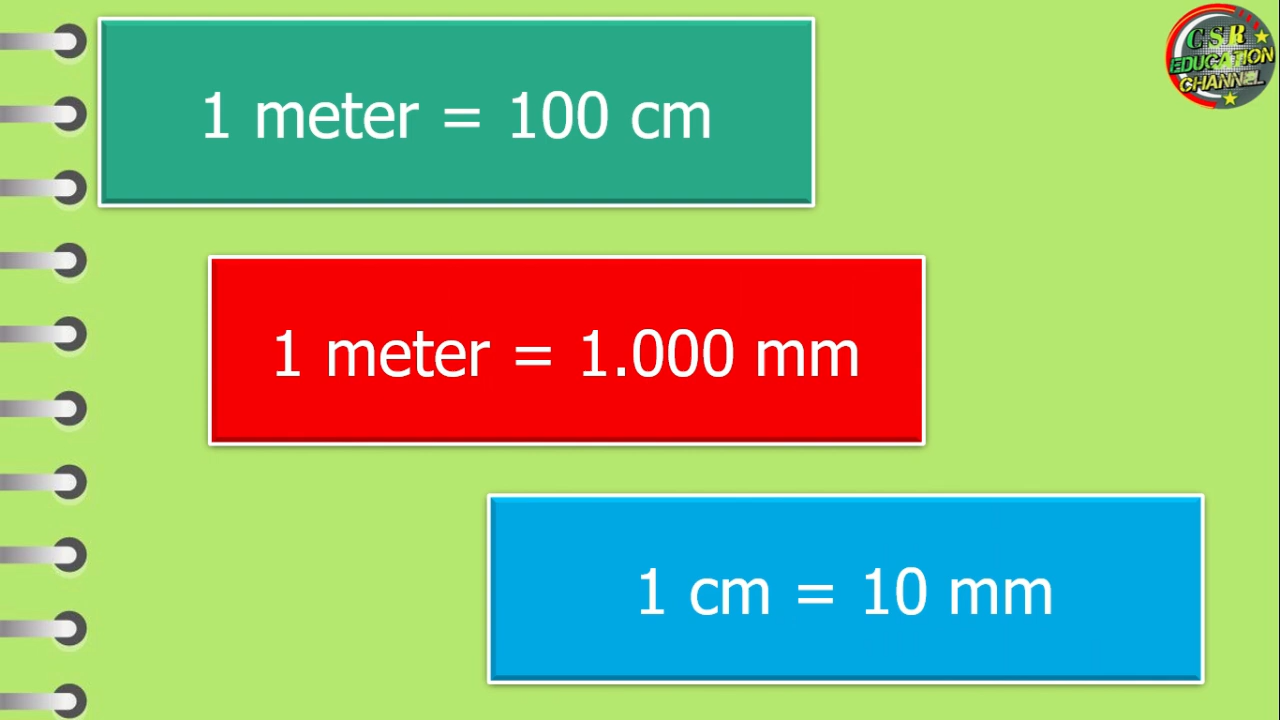 1 meter = 100 cm
CSR
EDUCATION
CHANNEL
1 meter = 1.000 mm
1 cm = 10 mm